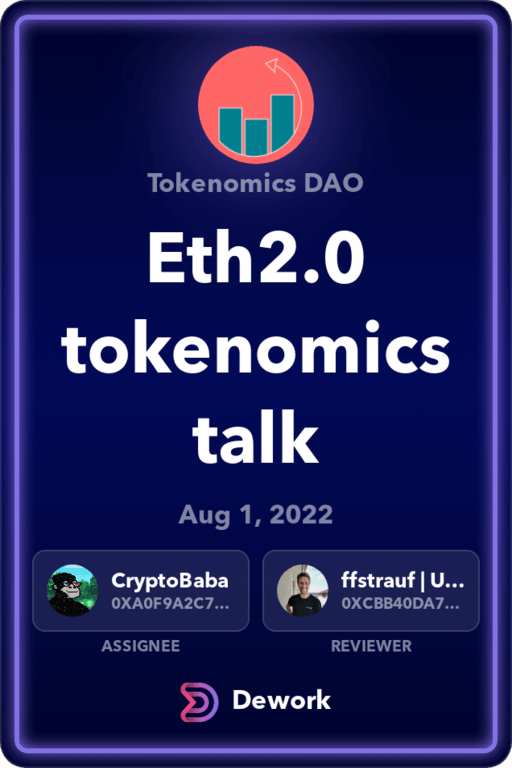 Tokenomics DAO
Eth2.0
tokenomics
talk
Aug 1, 2022
CryptoBaba
0XA0F9A2C7...
ffstrauf | U...
0XCBB40DA7...
ASSIGNEE
REVIEWER
Dework